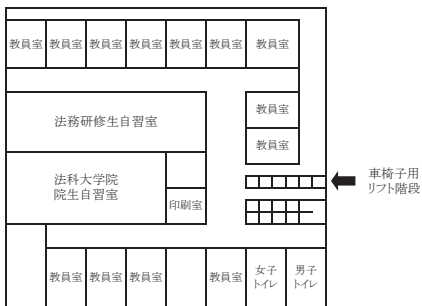 教員室 教員室 教員室 教員室 教員室 教員室 教員室
教員室
法務研修生自習室
教員室
車椅子用
リフト階段
法科大学院
院生自習室
印刷室
教員室 教員室 教員室 教員室
女子
トイレ
男子
トイレ